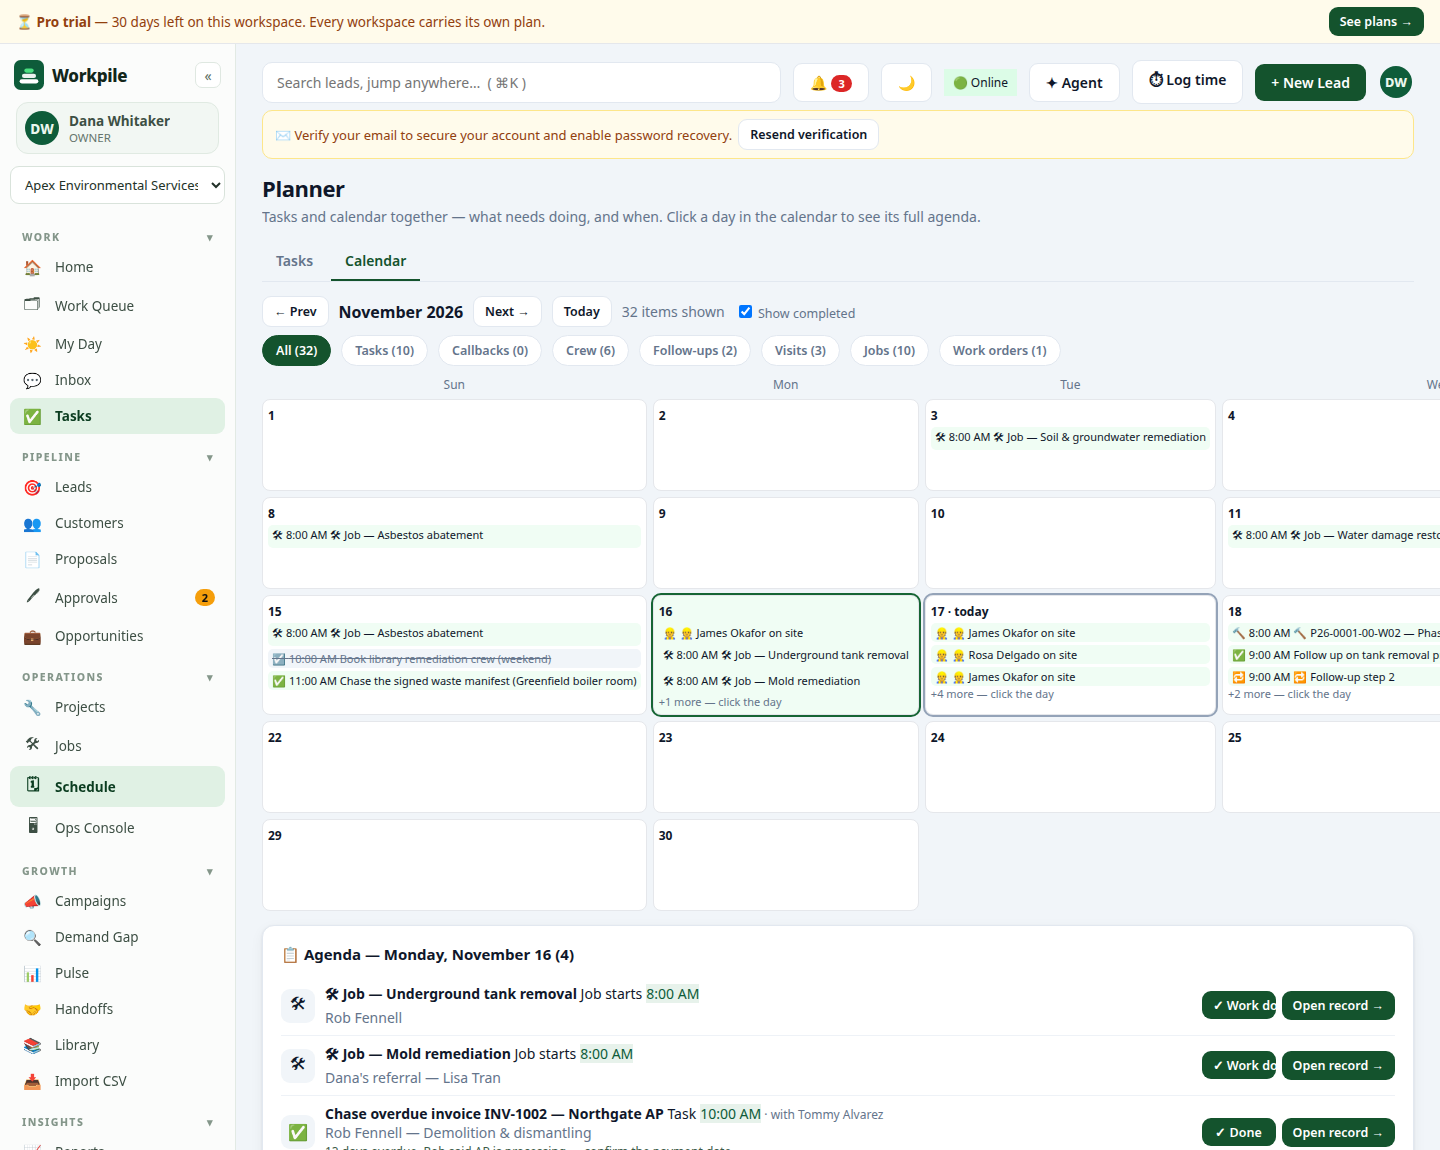 ⏳ Pro trial — 30 days left on this workspace. Every workspace carries its own plan.
See plans →
Workpile
«
DW
Dana Whitaker
OWNER
Apex Environmental Services
WORK ▾
🏠 Home
🗂 Work Queue
☀️ My Day
💬 Inbox
✅ Tasks
PIPELINE ▾
🎯 Leads
👥 Customers
📄 Proposals
🖊 Approvals 2
💼 Opportunities
OPERATIONS ▾
🔧 Projects
🛠 Jobs
🗓 Schedule
🖥 Ops Console
GROWTH ▾
📣 Campaigns
🔍 Demand Gap
📊 Pulse
🤝 Handoffs
📚 Library
📥 Import CSV
INSIGHTS ▾
Search leads, jump anywhere... (⌘K)
🔔 3
🌙
🟢 Online
✦ Agent
⏱ Log time
+ New Lead
DW
✉️ Verify your email to secure your account and enable password recovery. Resend verification
Planner
Tasks and calendar together — what needs doing, and when. Click a day in the calendar to see its full agenda.
Tasks Calendar
← Prev November 2026 Next → Today 32 items shown Show completed
All (32) Tasks (10) Callbacks (0) Crew (6) Follow-ups (2) Visits (3) Jobs (10) Work orders (1)
Sun Mon Tue
1 2 3 4
🛠 8:00 AM 🛠 Job — Soil & groundwater remediation
8 9 10 11
🛠 8:00 AM 🛠 Job — Asbestos abatement
🛠 8:00 AM 🛠 Job — Water damage resto
15
🛠 8:00 AM 🛠 Job — Asbestos abatement
☑️ 10:00 AM Book library remediation crew (weekend)
✅ 11:00 AM Chase the signed waste manifest (Greenfield boiler room)
16
👷 👷 James Okafor on site
🛠 8:00 AM 🛠 Job — Underground tank removal
🛠 8:00 AM 🛠 Job — Mold remediation
+1 more — click the day
17 · today
👷 👷 James Okafor on site
👷 👷 Rosa Delgado on site
👷 👷 James Okafor on site
+4 more — click the day
18
🔨 8:00 AM 🔨 P26-0001-00-W02 — Phas
✅ 9:00 AM Follow up on tank removal p
🔁 9:00 AM 🔁 Follow-up step 2
+2 more — click the day
22 23 24 25
29 30
📋 Agenda — Monday, November 16 (4)
🛠 🛠 Job — Underground tank removal Job starts 8:00 AM
Rob Fennell
✓ Work do Open record →
🛠 🛠 Job — Mold remediation Job starts 8:00 AM
Dana's referral — Lisa Tran
✓ Work do Open record →
✅ Chase overdue invoice INV-1002 — Northgate AP Task 10:00 AM · with Tommy Alvarez
Rob Fennell — Demolition & dismantling
✓ Done Open record →